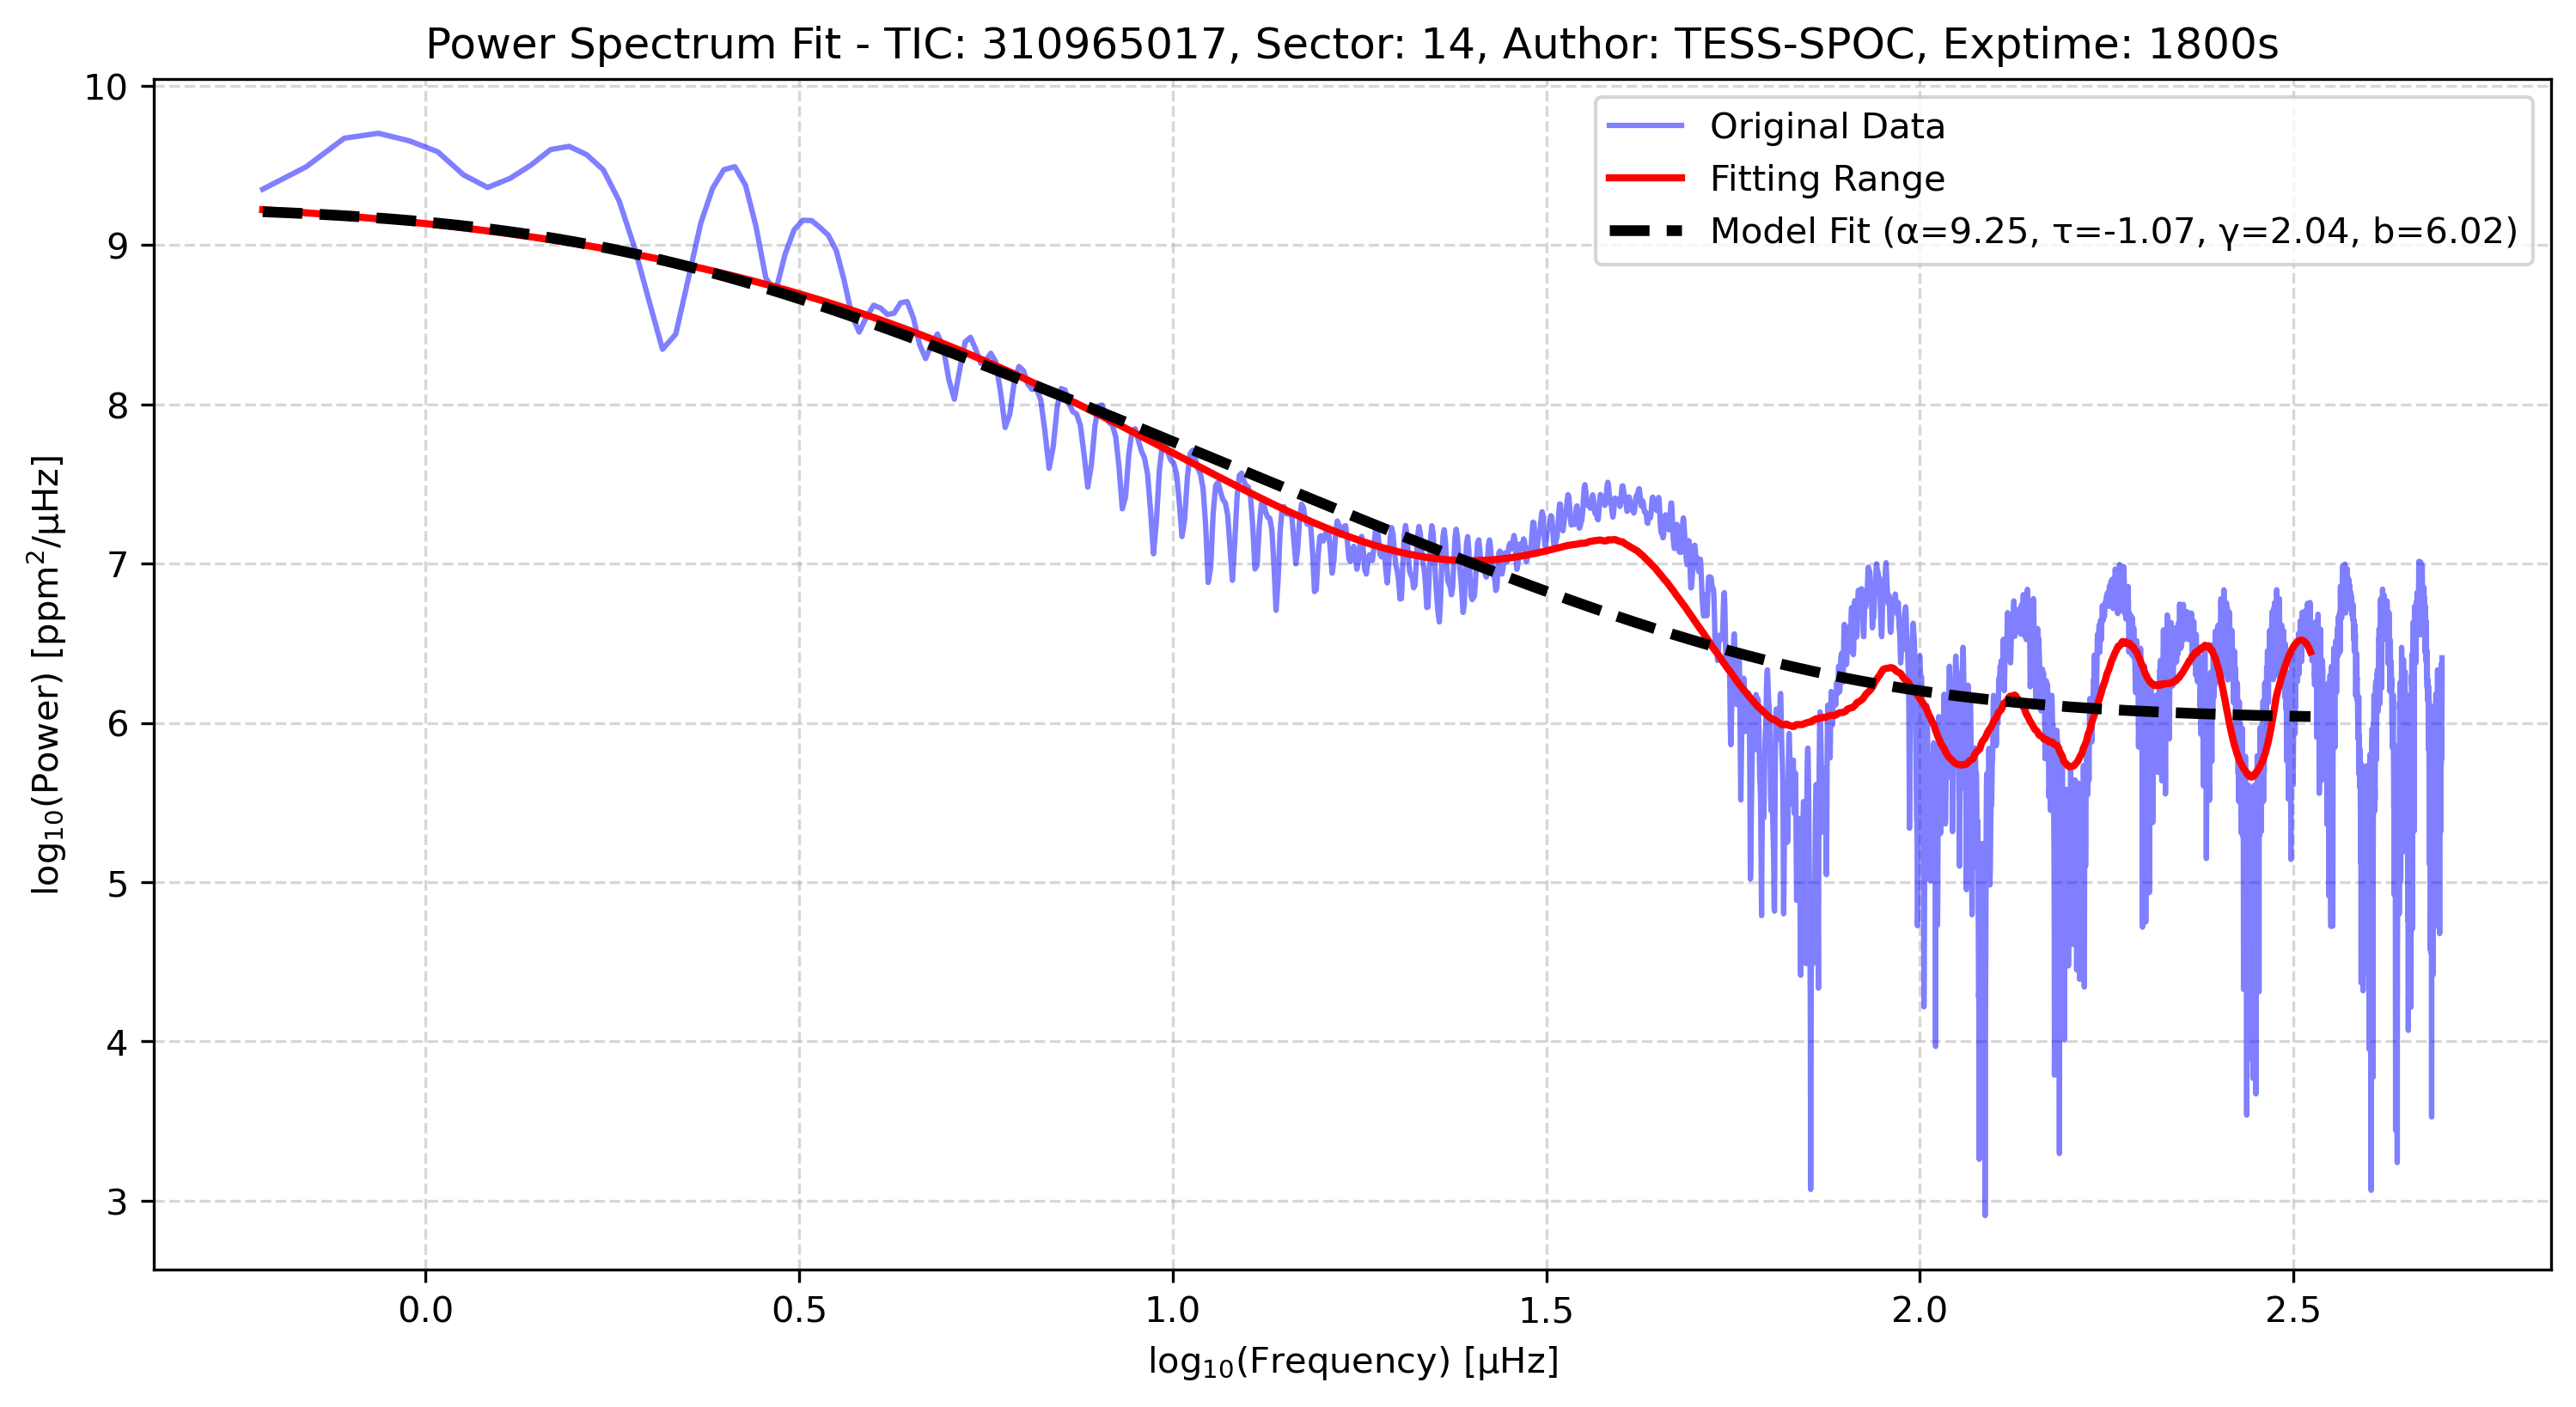 Power Spectrum Fit - TIC: 310965017, Sector: 14, Author: TESS-SPOC, Exptime: 1800s
Original Data
Fitting Range
Model Fit (α=9.25, τ=-1.07, γ=2.04, b=6.02)
log₁₀(Power) [ppm²/μHz]
10
9
8
7
6
5
4
3
0.0 0.5 1.0 1.5 2.0 2.5
log₁₀(Frequency) [μHz]